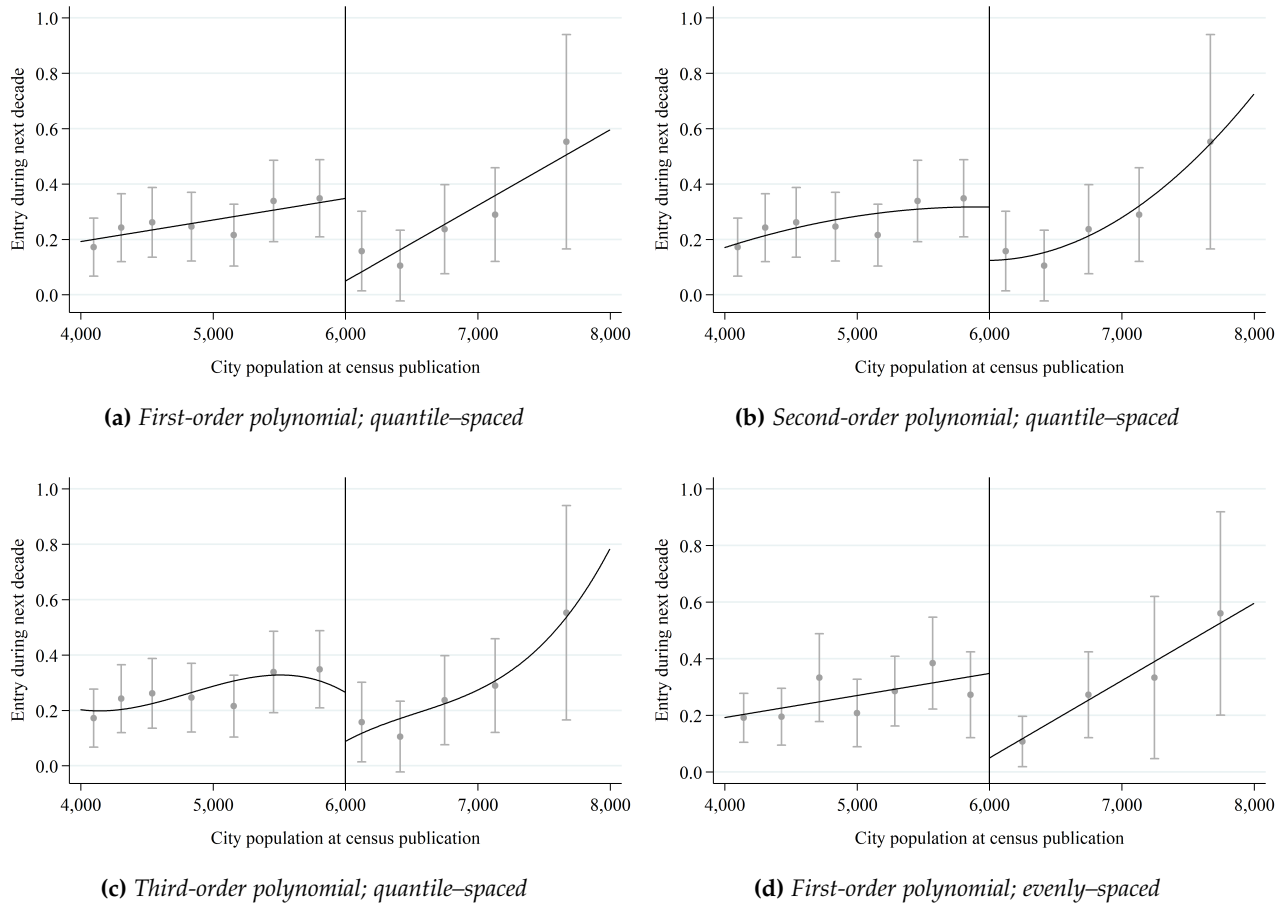 1.0
0.8
0.6
0.4
0.2
0.0
Entry during next decade
4,000 5,000 6,000 7,000 8,000
City population at census publication
(a) First-order polynomial; quantile–spaced
1.0
0.8
0.6
0.4
0.2
0.0
Entry during next decade
4,000 5,000 6,000 7,000 8,000
City population at census publication
(b) Second-order polynomial; quantile–spaced
1.0
0.8
0.6
0.4
0.2
0.0
Entry during next decade
4,000 5,000 6,000 7,000 8,000
City population at census publication
(c) Third-order polynomial; quantile–spaced
1.0
0.8
0.6
0.4
0.2
0.0
Entry during next decade
4,000 5,000 6,000 7,000 8,000
City population at census publication
(d) First-order polynomial; evenly–spaced